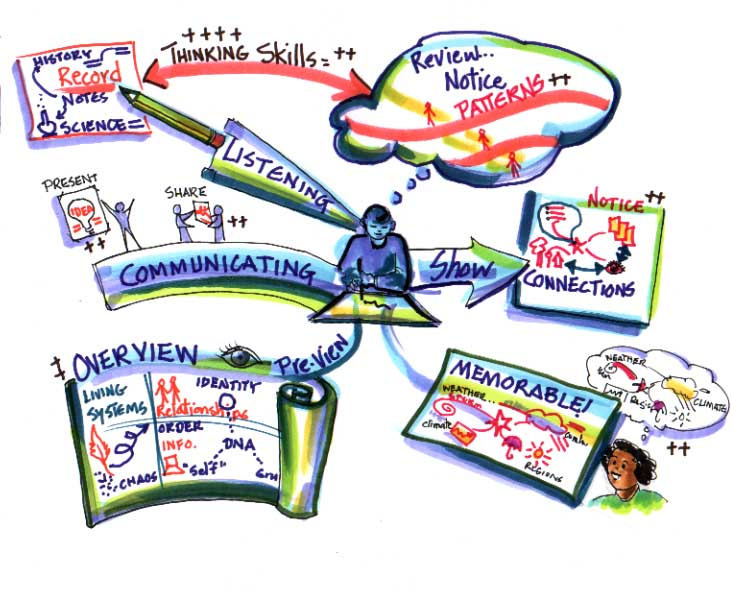 ++++
THINKING SKILLS = ++
HISTORY
Record
NOTES
SCIENCE
Review...
Notice
PATTERNS ++
LISTENING
PRESENT
IDEA
++
SHARE
++
COMMUNICATING
Show
NOTICE ++
CONNECTIONS
OVERVIEW
Pre-View
LIVING
SYSTEMS
CHAOS
IDENTITY
Relationships
ORDER
INFO.
DNA
"Self"
MEMORABLE!
WEATHER...
STORM
climate
REGIONS
WEATHER
CLIMATE
++